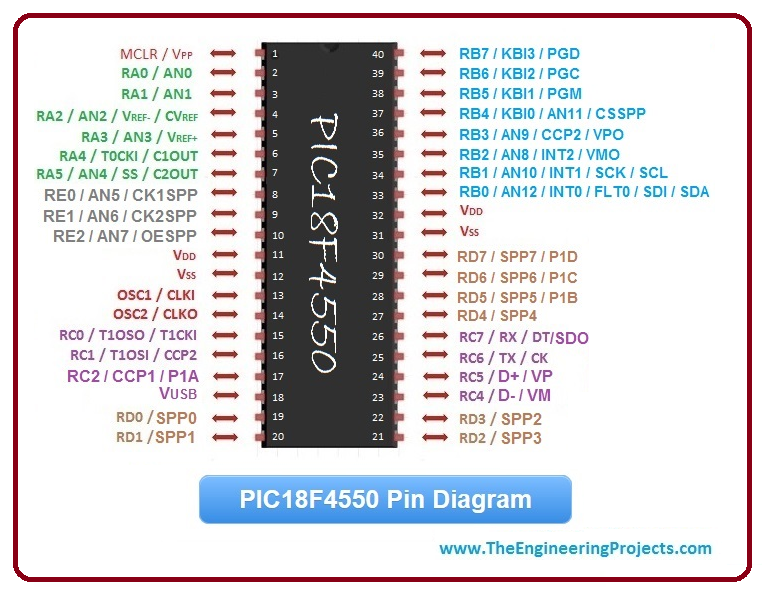 MCLR / VPP 1 40 RB7 / KBI3 / PGD
RA0 / AN0 2 39 RB6 / KBI2 / PGC
RA1 / AN1 3 38 RB5 / KBI1 / PGM
RA2 / AN2 / VREF- / CVREF 4 37 RB4 / KBI0 / AN11 / CSSPP
RA3 / AN3 / VREF+ 5 36 RB3 / AN9 / CCP2 / VPO
RA4 / T0CKI / C1OUT 6 35 RB2 / AN8 / INT2 / VMO
RA5 / AN4 / SS / C2OUT 7 34 RB1 / AN10 / INT1 / SCK / SCL
RE0 / AN5 / CK1SPP 8 33 RB0 / AN12 / INT0 / FLT0 / SDI / SDA
RE1 / AN6 / CK2SPP 9 32 VDD
RE2 / AN7 / OESPP 10 31 VSS
VDD 11 30 RD7 / SPP7 / P1D
VSS 12 29 RD6 / SPP6 / P1C
OSC1 / CLKI 13 28 RD5 / SPP5 / P1B
OSC2 / CLKO 14 27 RD4 / SPP4
RC0 / T1OSO / T1CKI 15 26 RC7 / RX / DT/SDO
RC1 / T1OSI / CCP2 16 25 RC6 / TX / CK
RC2 / CCP1 / P1A 17 24 RC5 / D+ / VP
VUSB 18 23 RC4 / D- / VM
RD0 / SPP0 19 22 RD3 / SPP2
RD1 / SPP1 20 21 RD2 / SPP3
PIC18F4550
PIC18F4550 Pin Diagram
www.TheEngineeringProjects.com